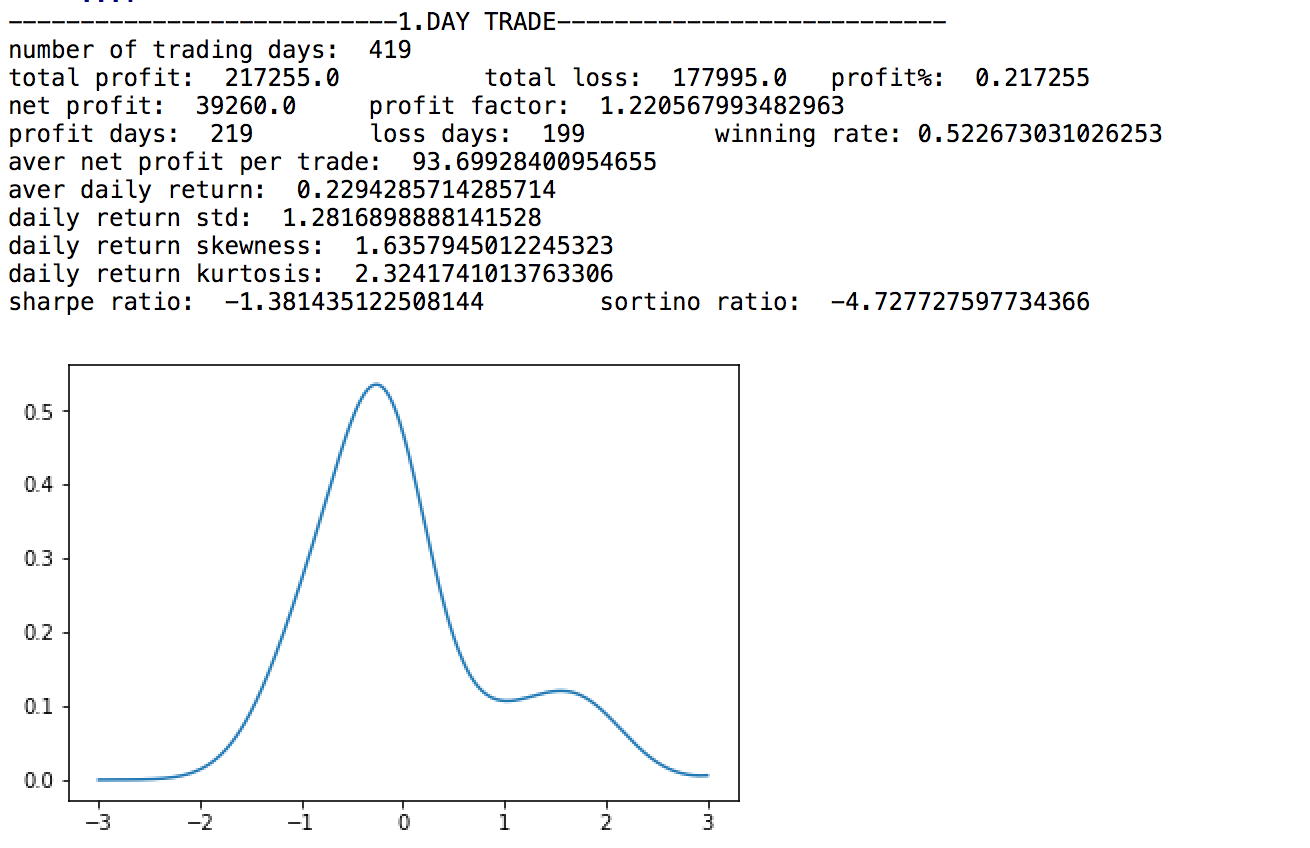 ---------------------------1.DAY TRADE---------------------------
number of trading days:  419
total profit:  217255.0          total loss:  177995.0   profit%:  0.217255
net profit:  39260.0     profit factor:  1.220567993482963
profit days:  219        loss days:  199         winning rate: 0.522673031026253
aver net profit per trade:  93.69928400954655
aver daily return:  0.2294285714285714
daily return std:  1.2816898888141528
daily return skewness:  1.6357945012245323
daily return kurtosis:  2.3241741013763306
sharpe ratio:  −1.381435122508144        sortino ratio:  −4.727727597734366
0.5
0.4
0.3
0.2
0.1
0.0
−3 −2 −1 0 1 2 3